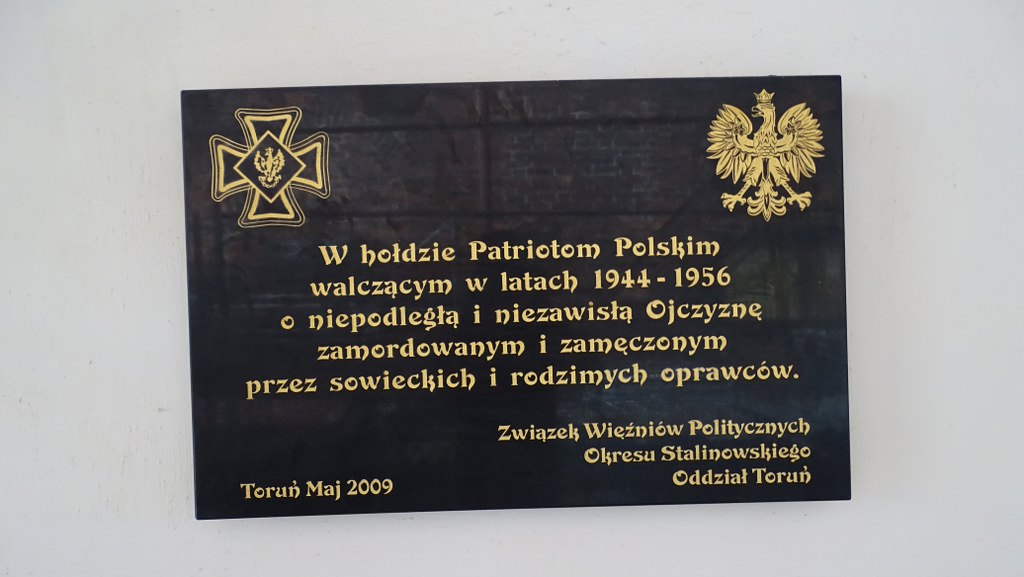 W hołdzie Patriotom Polskim
walczącym w latach 1944 - 1956
o niepodległą i niezawisłą Ojczyznę
zamordowanym i zamęczonym
przez sowieckich i rodzimych oprawców.
Związek Więźniów Politycznych
Okresu Stalinowskiego
Oddział Toruń
Toruń Maj 2009